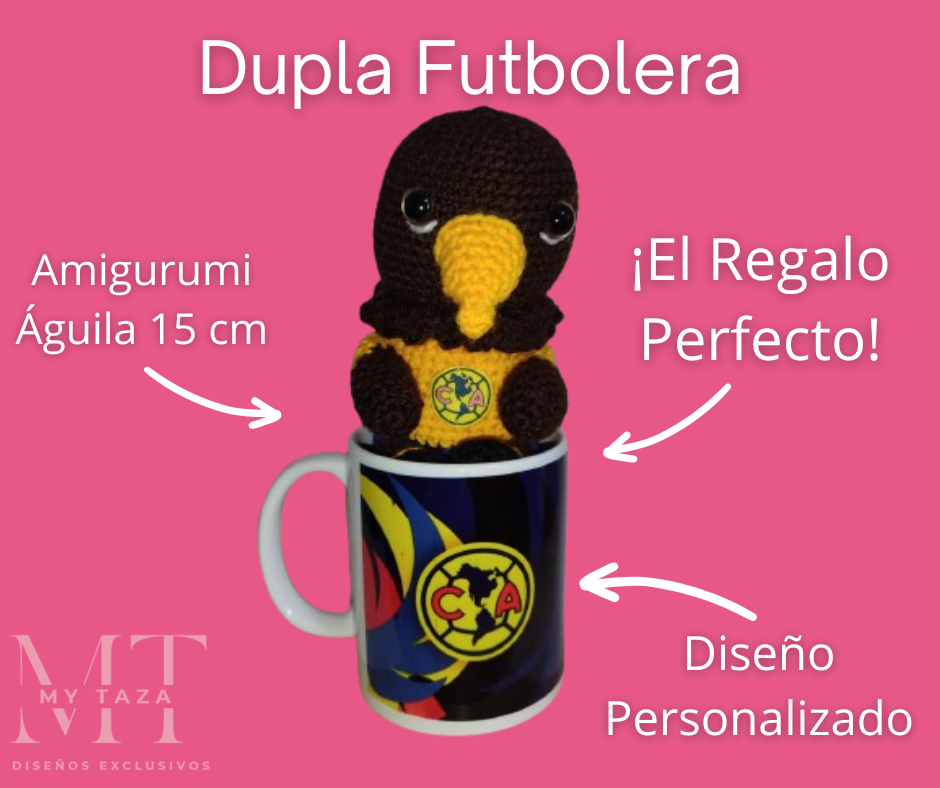 Dupla Futbolera
Amigurumi
Águila 15 cm
¡El Regalo
Perfecto!
C A
C A
Diseño
Personalizado
MT
MY TAZA
DISEÑOS EXCLUSIVOS